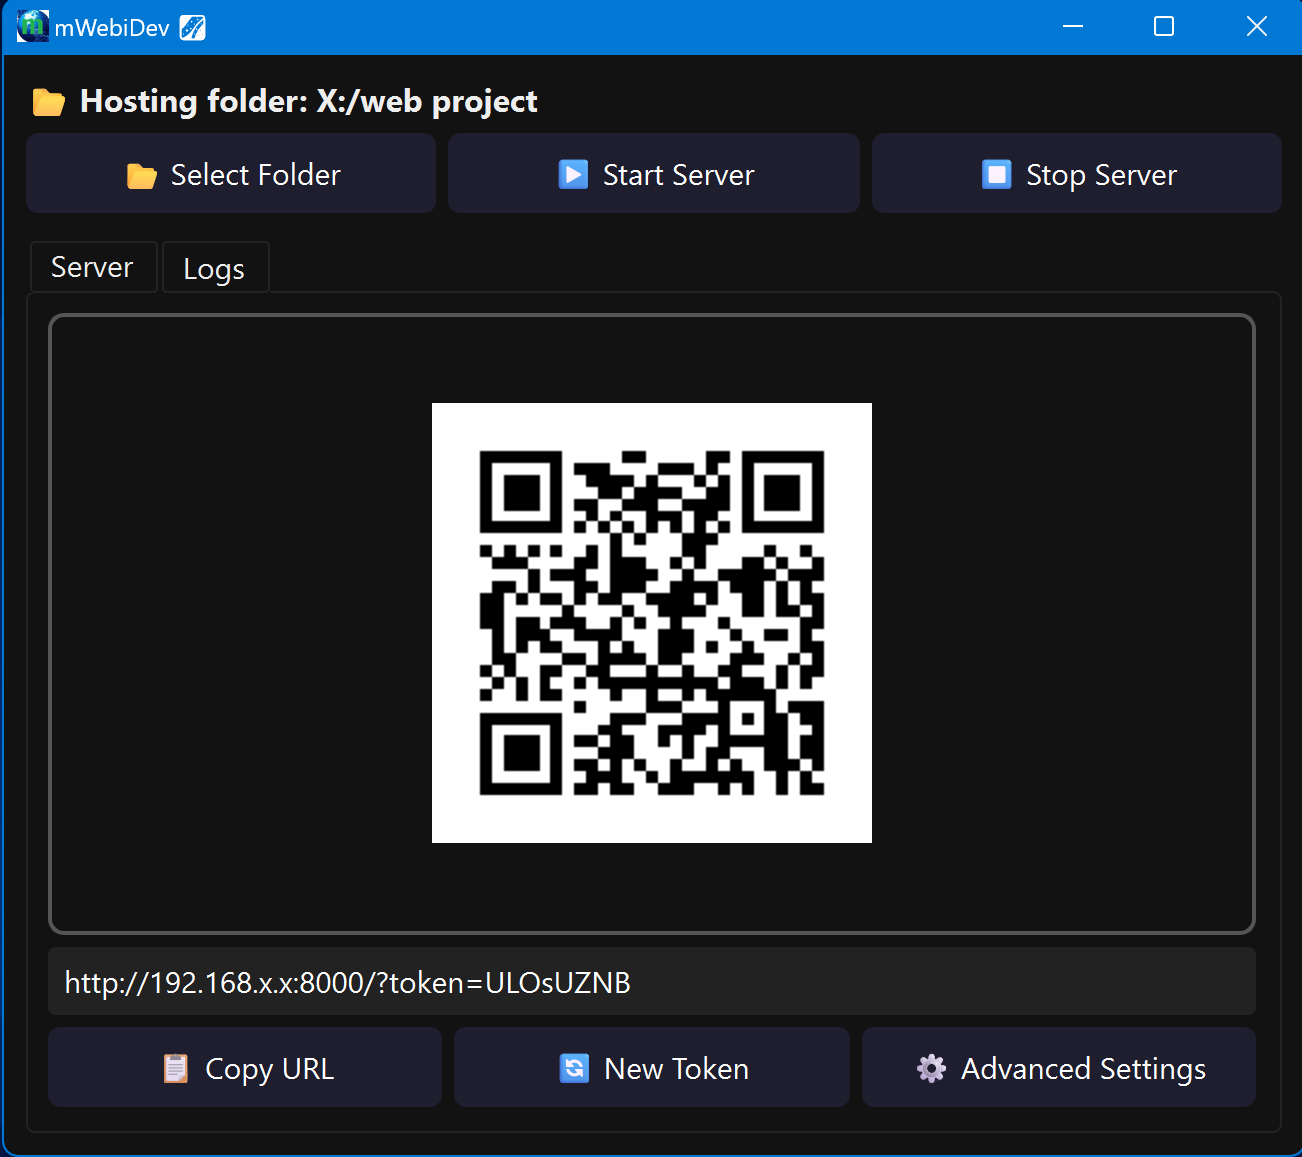 mWebiDev
Hosting folder: X:/web project
Select Folder
Start Server
Stop Server
Server
Logs
http://192.168.x.x:8000/?token=ULOsUZNB
Copy URL
New Token
Advanced Settings